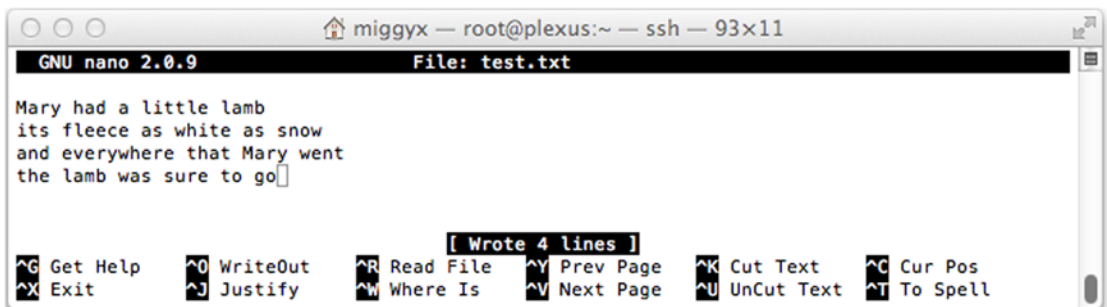 miggyx — root@plexus:~ — ssh — 93×11
GNU nano 2.0.9 File: test.txt
Mary had a little lamb
its fleece as white as snow
and everywhere that Mary went
the lamb was sure to go
[ Wrote 4 lines ]
^G Get Help ^O WriteOut ^R Read File ^Y Prev Page ^K Cut Text ^C Cur Pos
^X Exit ^J Justify ^W Where Is ^V Next Page ^U UnCut Text ^T To Spell